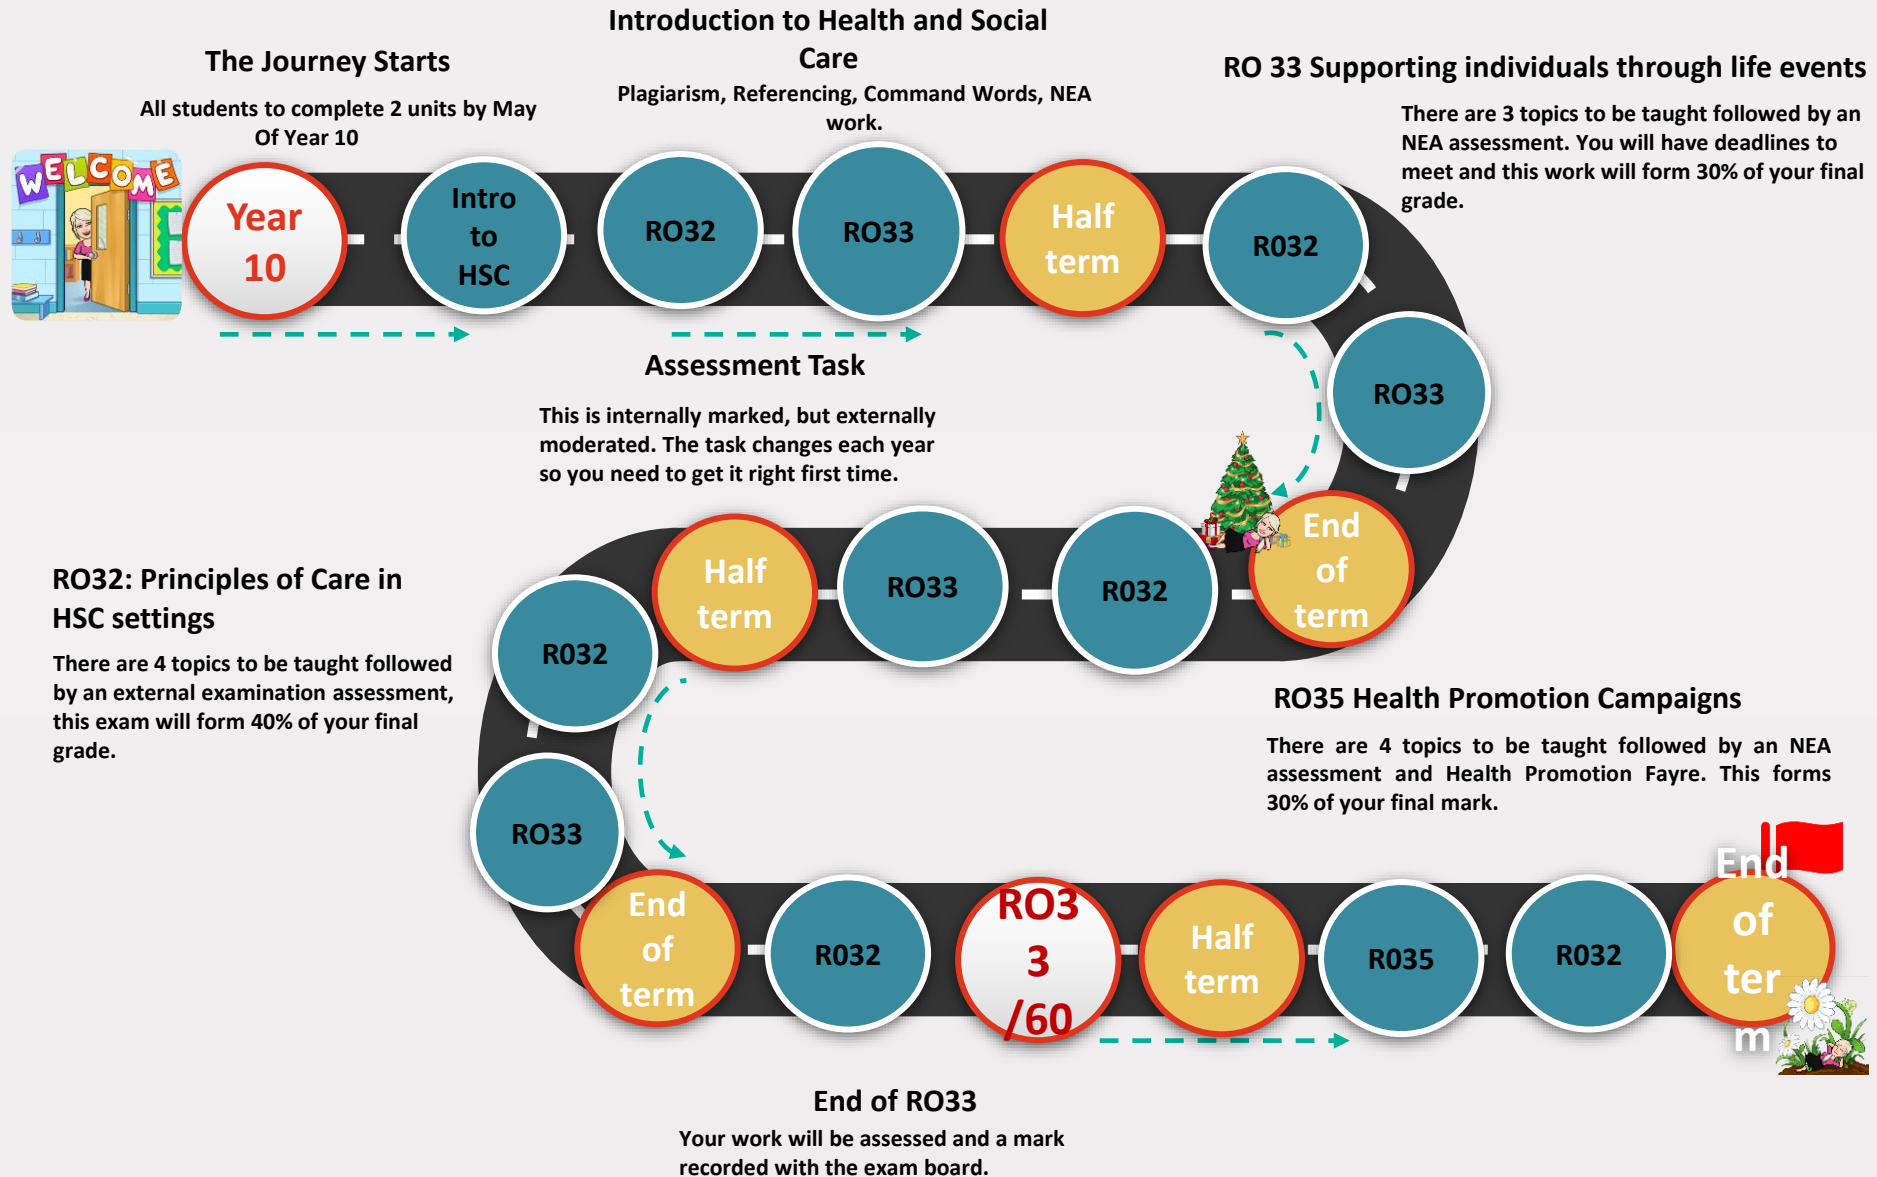 Introduction to Health and Social
Care
Plagiarism, Referencing, Command Words, NEA
work.
The Journey Starts
All students to complete 2 units by May
Of Year 10
RO 33 Supporting individuals through life events
There are 3 topics to be taught followed by an
NEA assessment. You will have deadlines to
meet and this work will form 30% of your final
grade.
WELCOME
Year
10
Intro
to
HSC
RO32
RO33
Half
term
R032
RO33
Assessment Task
This is internally marked, but externally
moderated. The task changes each year
so you need to get it right first time.
End
of
term
R032
RO33
Half
term
RO32: Principles of Care in
HSC settings
There are 4 topics to be taught followed
by an external examination assessment,
this exam will form 40% of your final
grade.
R032
RO33
RO35 Health Promotion Campaigns
There are 4 topics to be taught followed by an NEA
assessment and Health Promotion Fayre. This forms
30% of your final mark.
End
of
term
R032
RO3
3
/60
Half
term
R035
R032
End
of
ter
m
End of RO33
Your work will be assessed and a mark
recorded with the exam board.